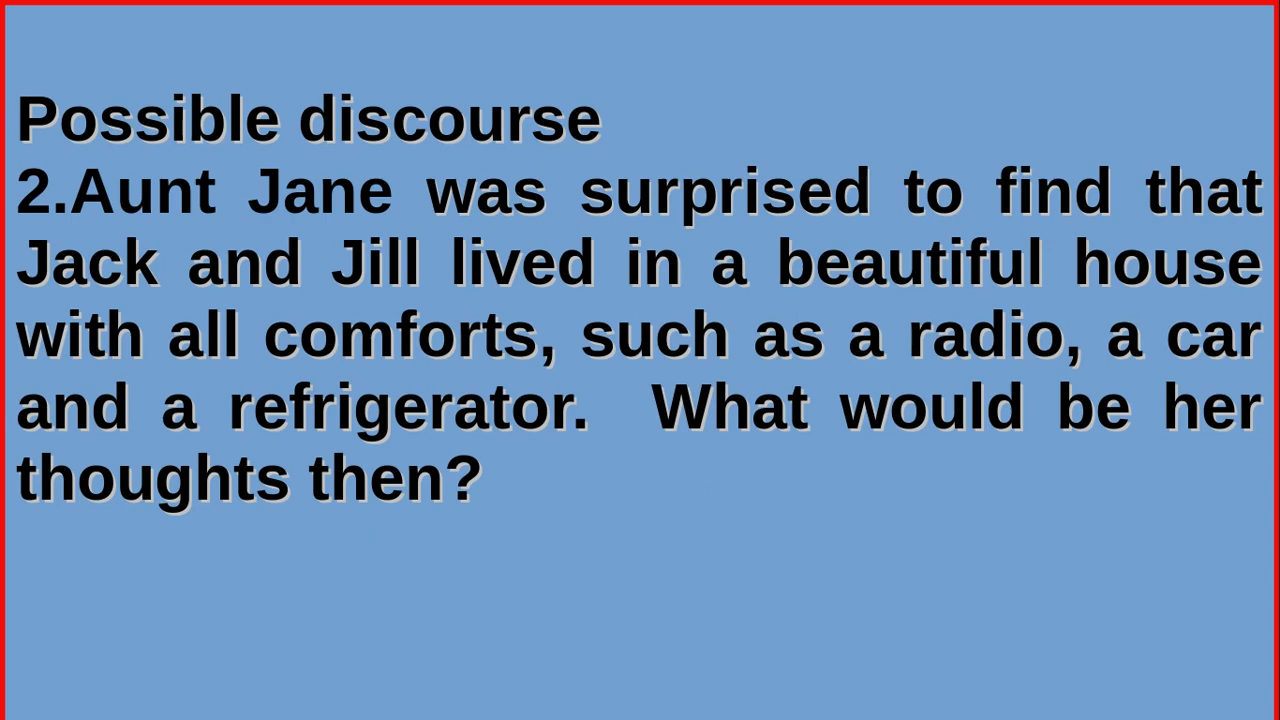 Possible discourse
2.Aunt Jane was surprised to find that
Jack and Jill lived in a beautiful house
with all comforts, such as a radio, a car
and a refrigerator.  What would be her
thoughts then?